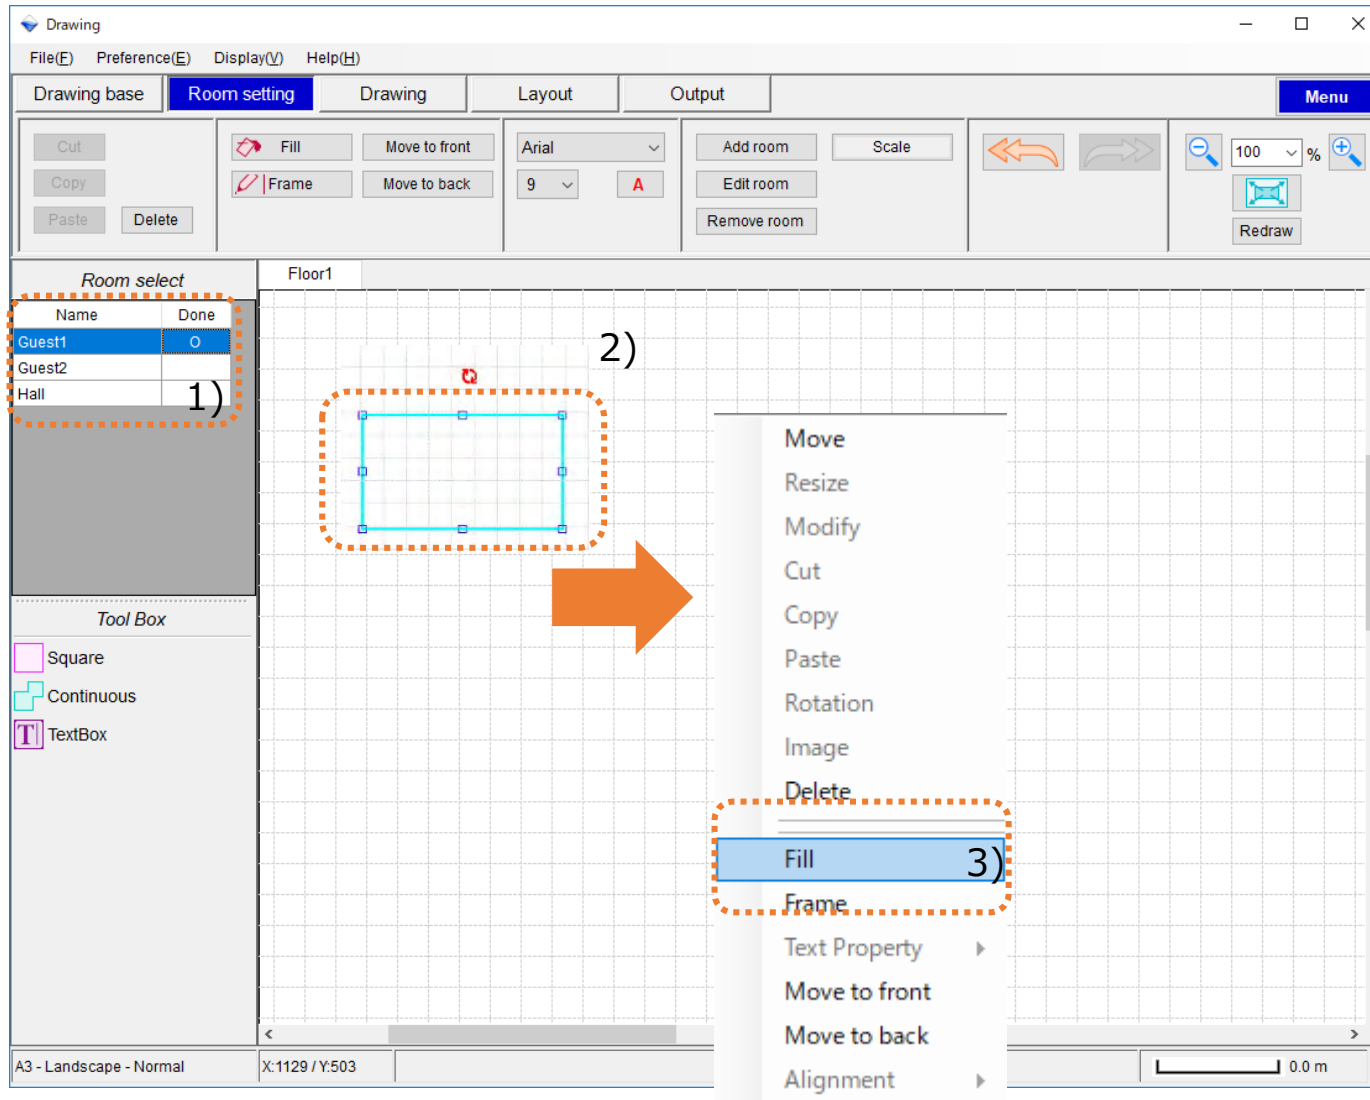 Drawing
File(F) Preference(E) Display(V) Help(H)
Drawing base Room setting Drawing Layout Output Menu
Cut Fill Move to front Arial Add room Scale 100 %
Copy Frame Move to back 9 A Edit room
Paste Delete Remove room Redraw
Room select Floor1
Name Done
Guest1 O
Guest2
Hall
1)
2)
Move
Resize
Modify
Cut
Copy
Paste
Rotation
Image
Delete
Fill 3)
Frame
Text Property
Move to front
Move to back
Alignment
Tool Box
Square
Continuous
T TextBox
A3 - Landscape - Normal X:1129 / Y:503 0.0 m